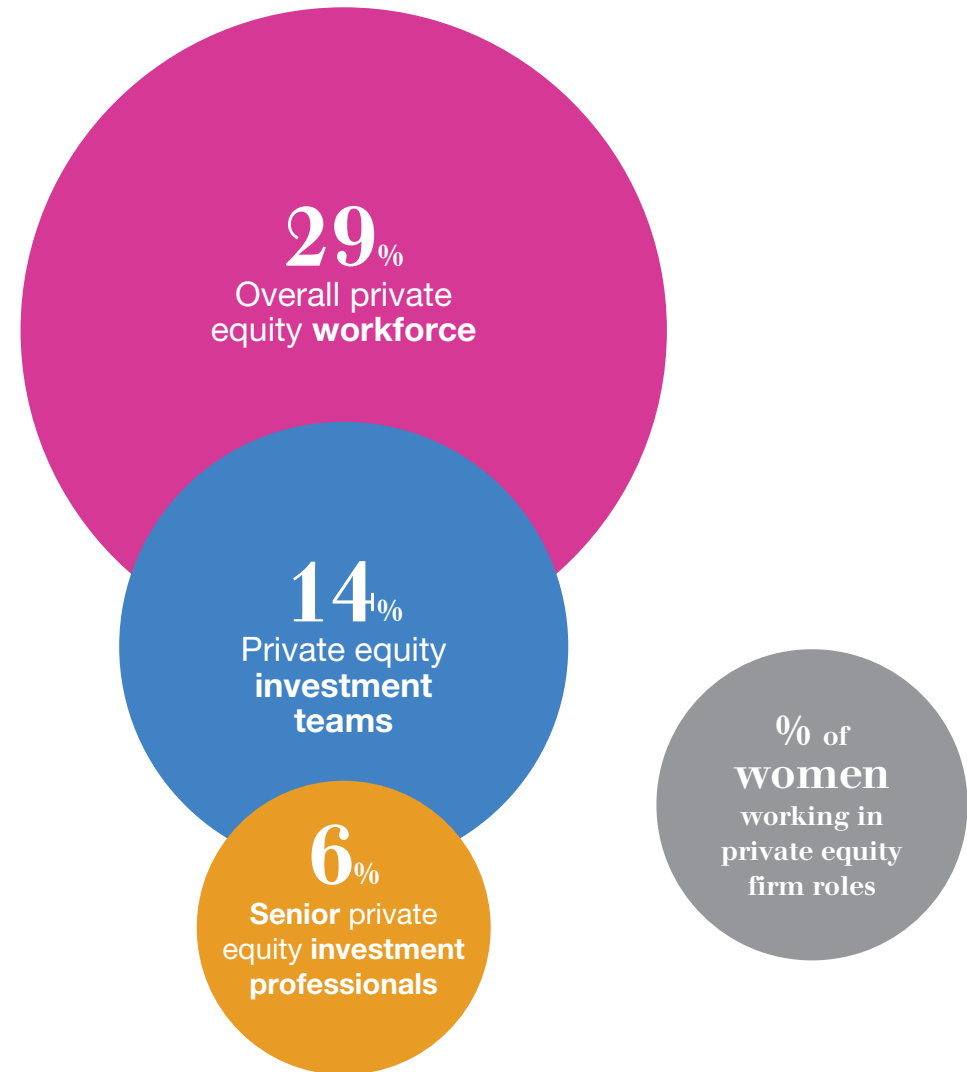 29%
Overall private
equity workforce
14%
Private equity
investment
teams
6%
Senior private
equity investment
professionals
% of
women
working in
private equity
firm roles